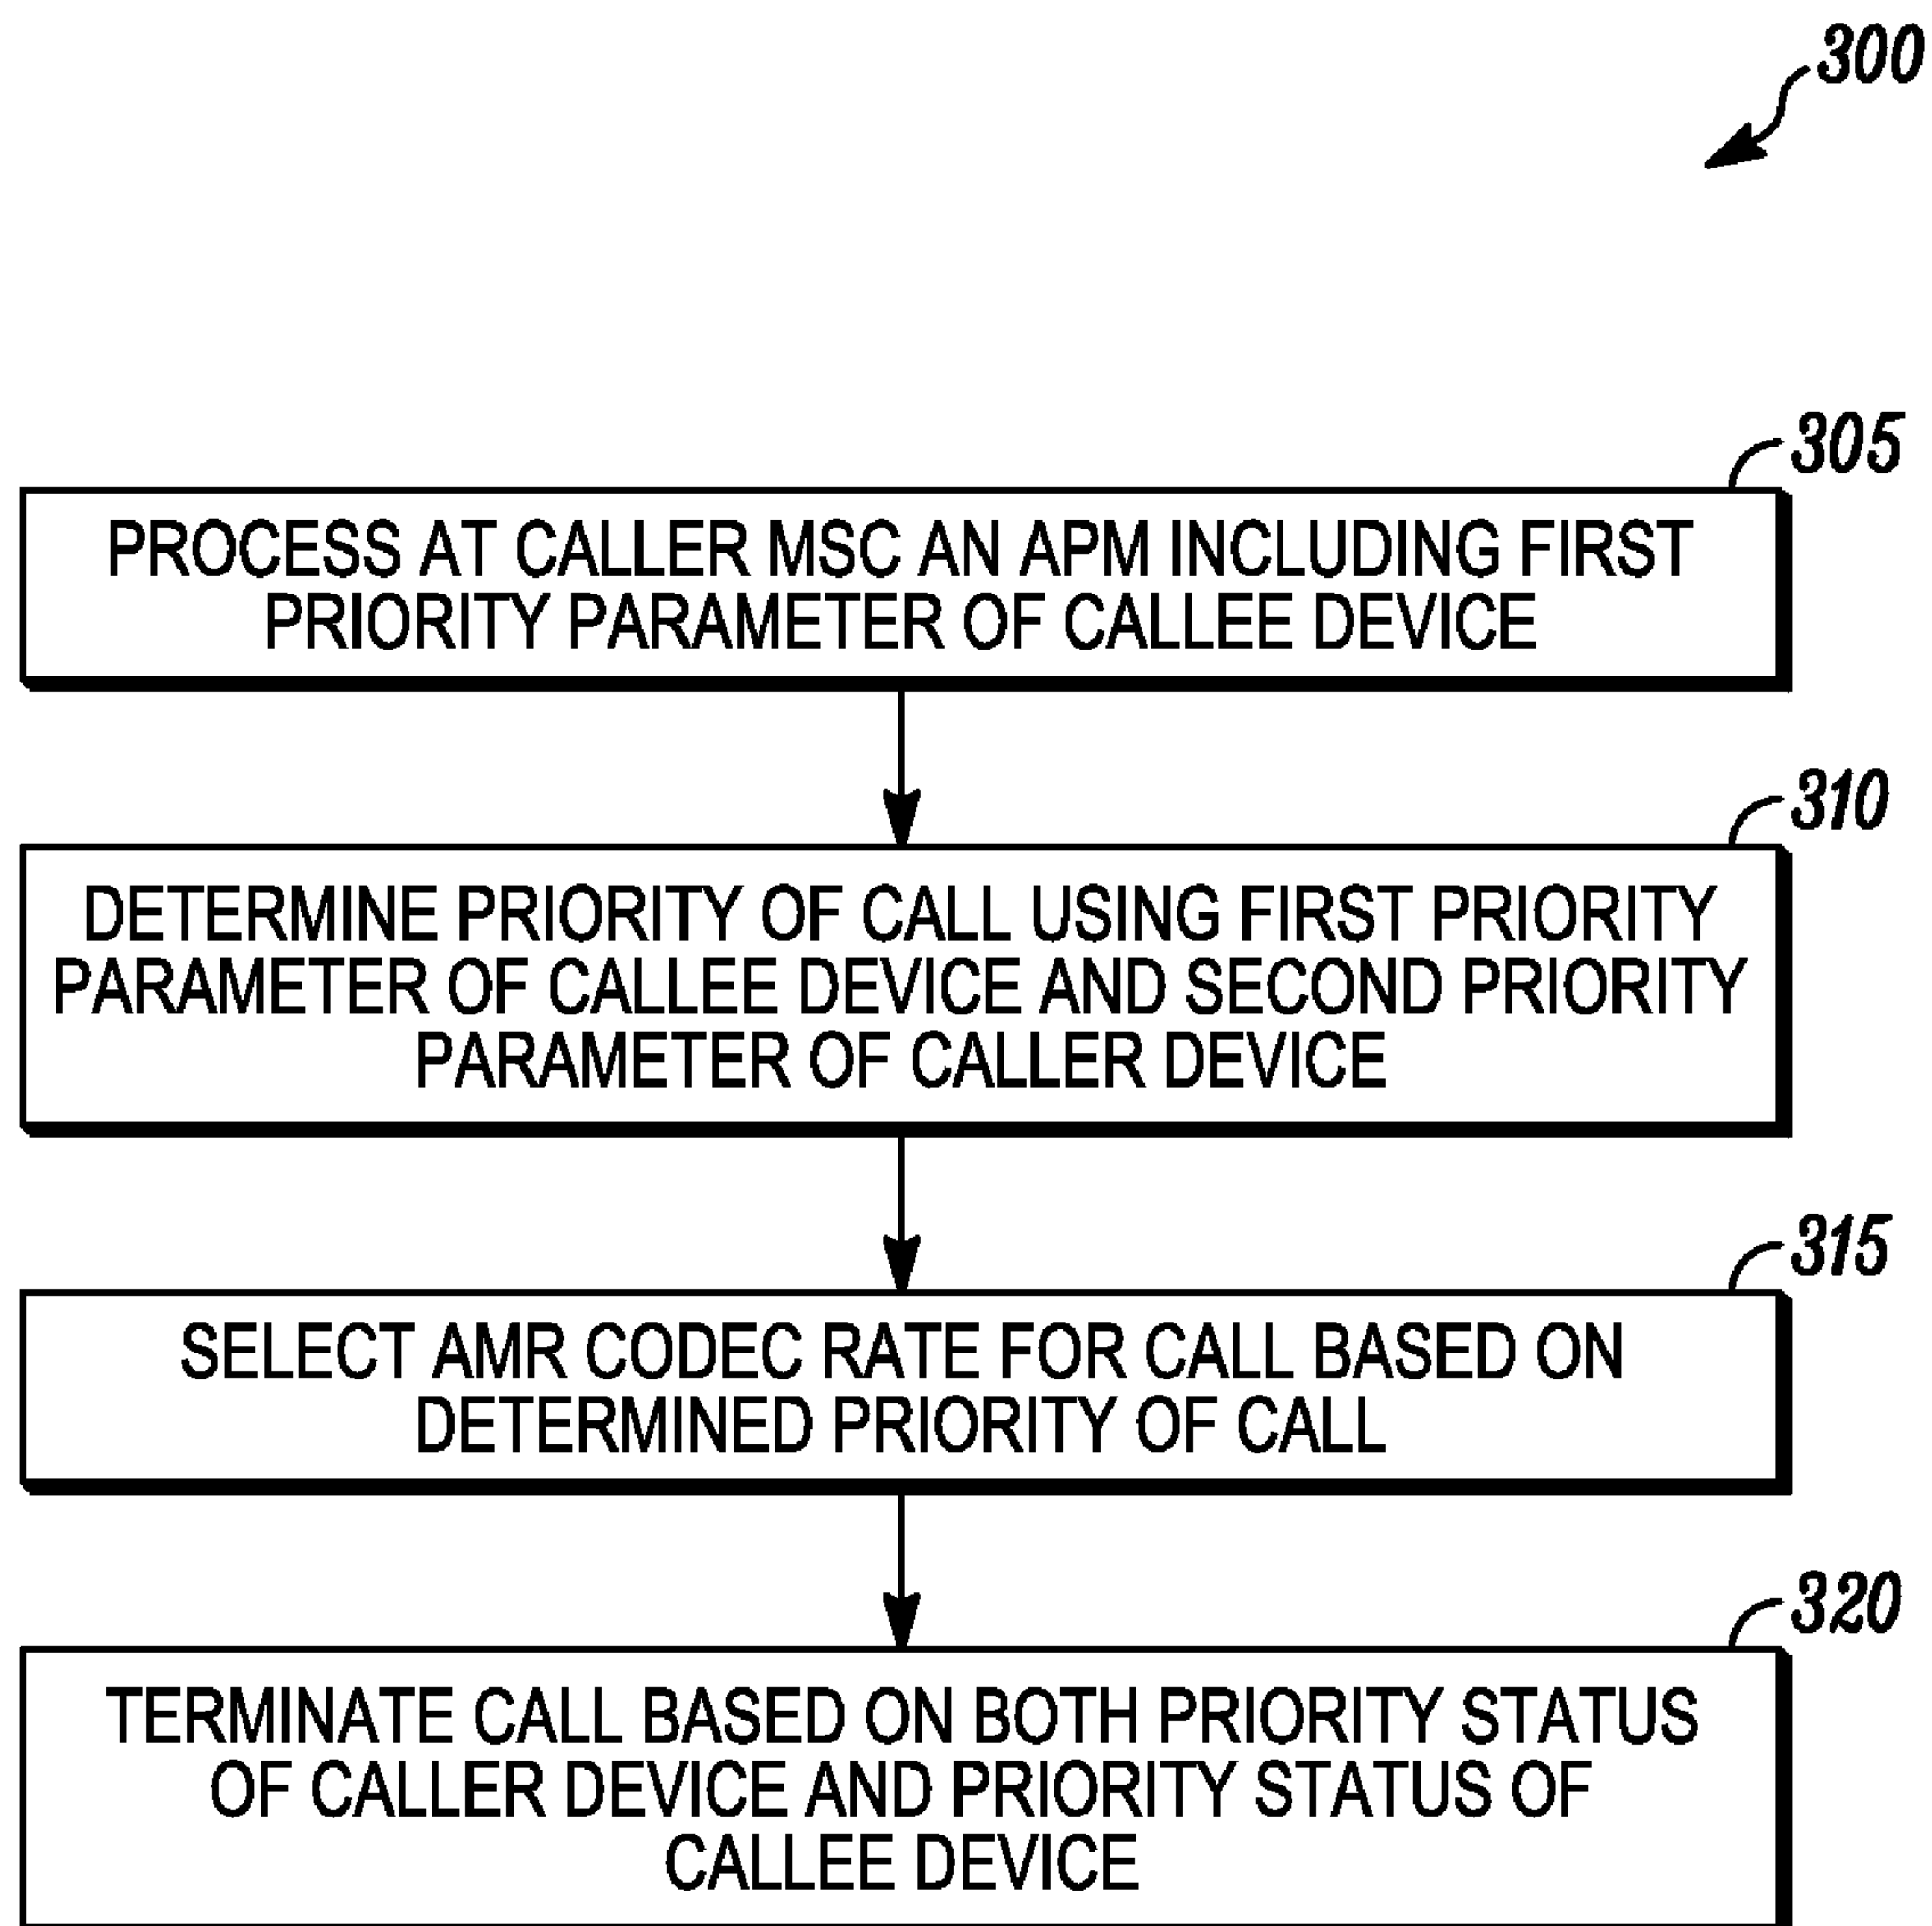 300
305
PROCESS AT CALLER MSC AN APM INCLUDING FIRST
PRIORITY PARAMETER OF CALLEE DEVICE
310
DETERMINE PRIORITY OF CALL USING FIRST PRIORITY
PARAMETER OF CALLEE DEVICE AND SECOND PRIORITY
PARAMETER OF CALLER DEVICE
315
SELECT AMR CODEC RATE FOR CALL BASED ON
DETERMINED PRIORITY OF CALL
320
TERMINATE CALL BASED ON BOTH PRIORITY STATUS
OF CALLER DEVICE AND PRIORITY STATUS OF
CALLEE DEVICE